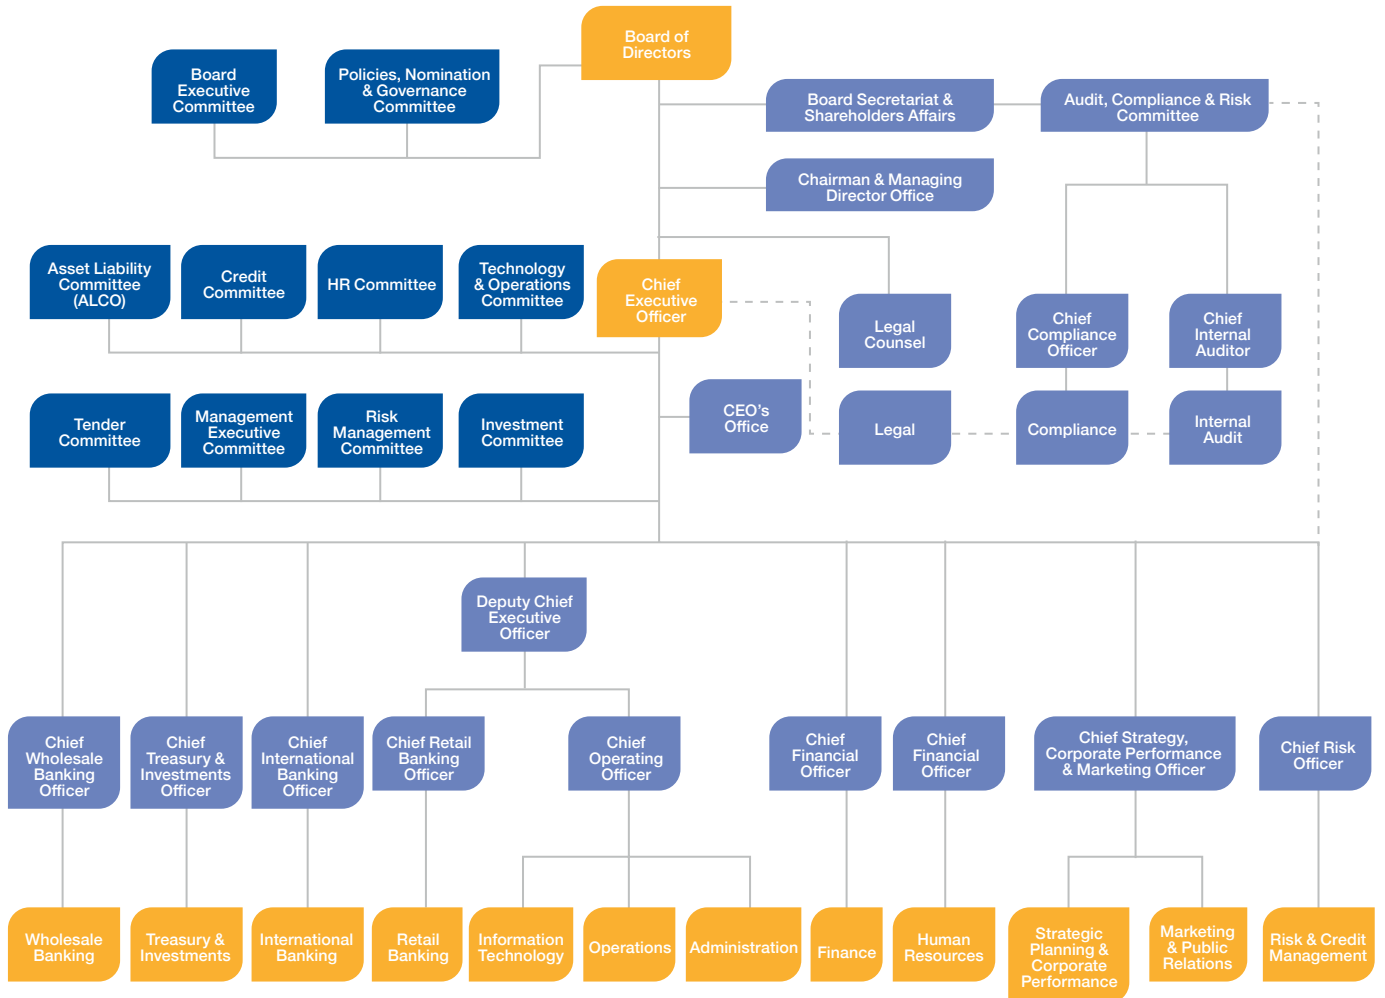 Board of
Directors
Board
Executive
Committee
Policies, Nomination
& Governance
Committee
Board Secretariat &
Shareholders Affairs
Audit, Compliance & Risk
Committee
Chairman & Managing
Director Office
Asset Liability
Committee
(ALCO)
Credit
Committee
HR Committee
Technology
& Operations
Committee
Chief
Executive
Officer
Legal
Counsel
Chief
Compliance
Officer
Chief
Internal
Auditor
Tender
Committee
Management
Executive
Committee
Risk
Management
Committee
Investment
Committee
CEO's
Office
Legal
Compliance
Internal
Audit
Deputy Chief
Executive
Officer
Chief
Wholesale
Banking
Officer
Chief
Treasury &
Investments
Officer
Chief
International
Banking
Officer
Chief Retail
Banking
Officer
Chief
Operating
Officer
Chief
Financial
Officer
Chief
Financial
Officer
Chief Strategy,
Corporate Performance
& Marketing Officer
Chief Risk
Officer
Wholesale
Banking
Treasury &
Investments
International
Banking
Retail
Banking
Information
Technology
Operations
Administration
Finance
Human
Resources
Strategic
Planning &
Corporate
Performance
Marketing
& Public
Relations
Risk & Credit
Management